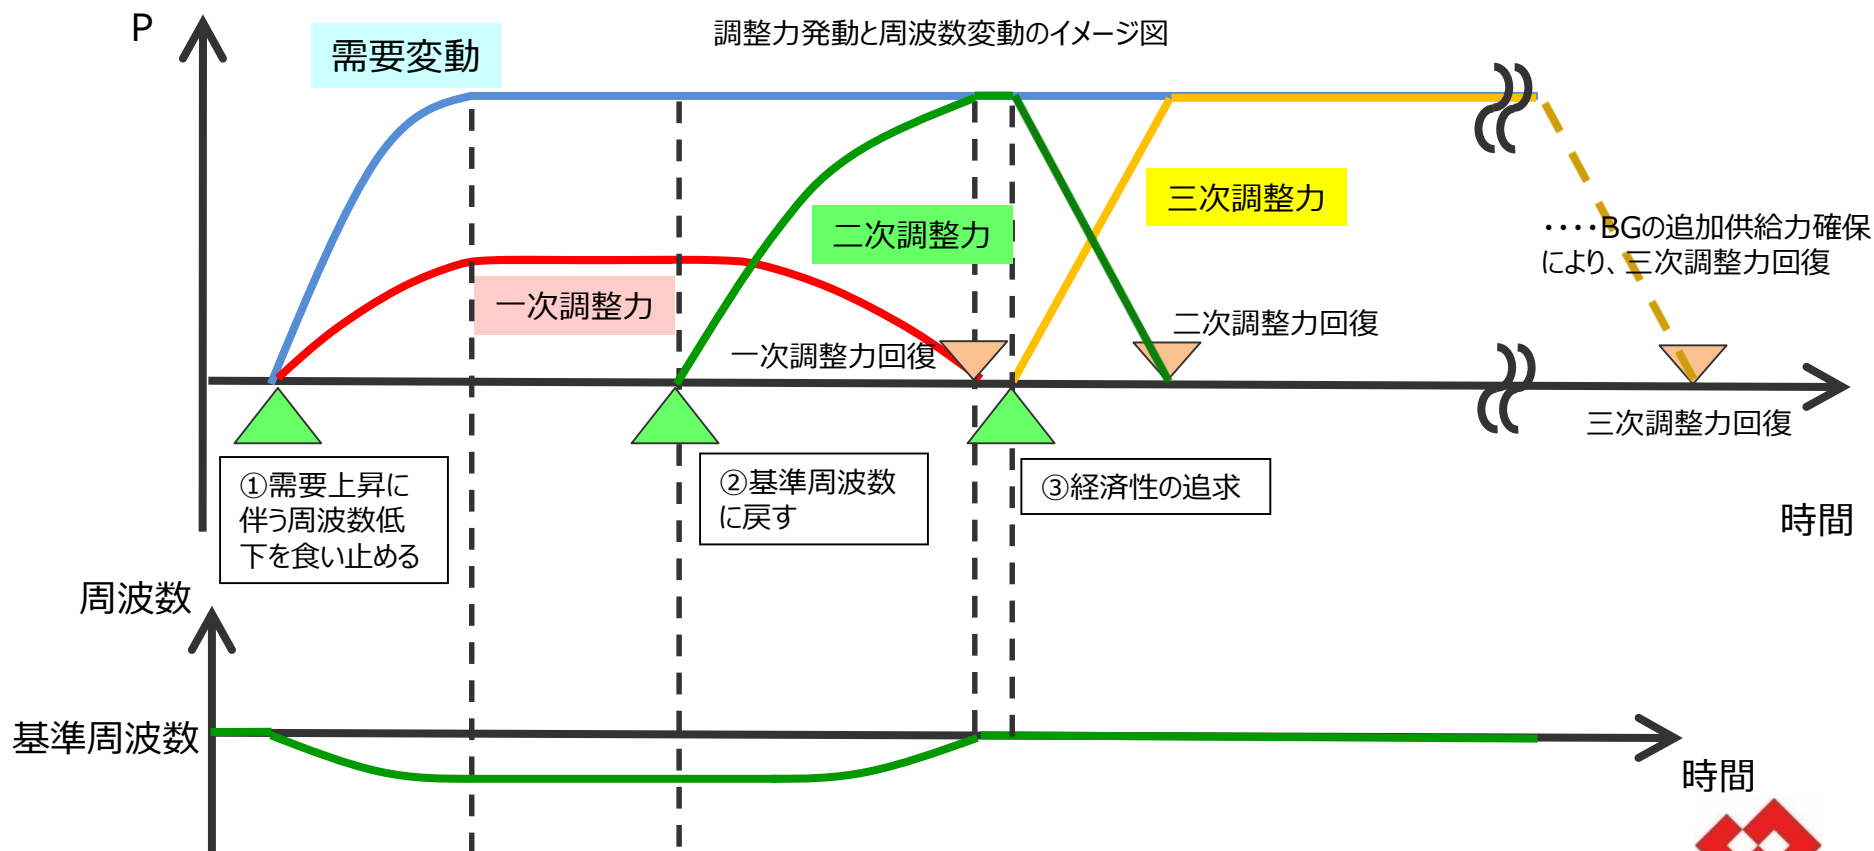 P
調整力発動と周波数変動のイメージ図
需要変動
三次調整力
二次調整力
・・・・BGの追加供給力確保
により、三次調整力回復
一次調整力
一次調整力回復
二次調整力回復
三次調整力回復
①需要上昇に
伴う周波数低
下を食い止める
②基準周波数
に戻す
③経済性の追求
時間
周波数
基準周波数
時間